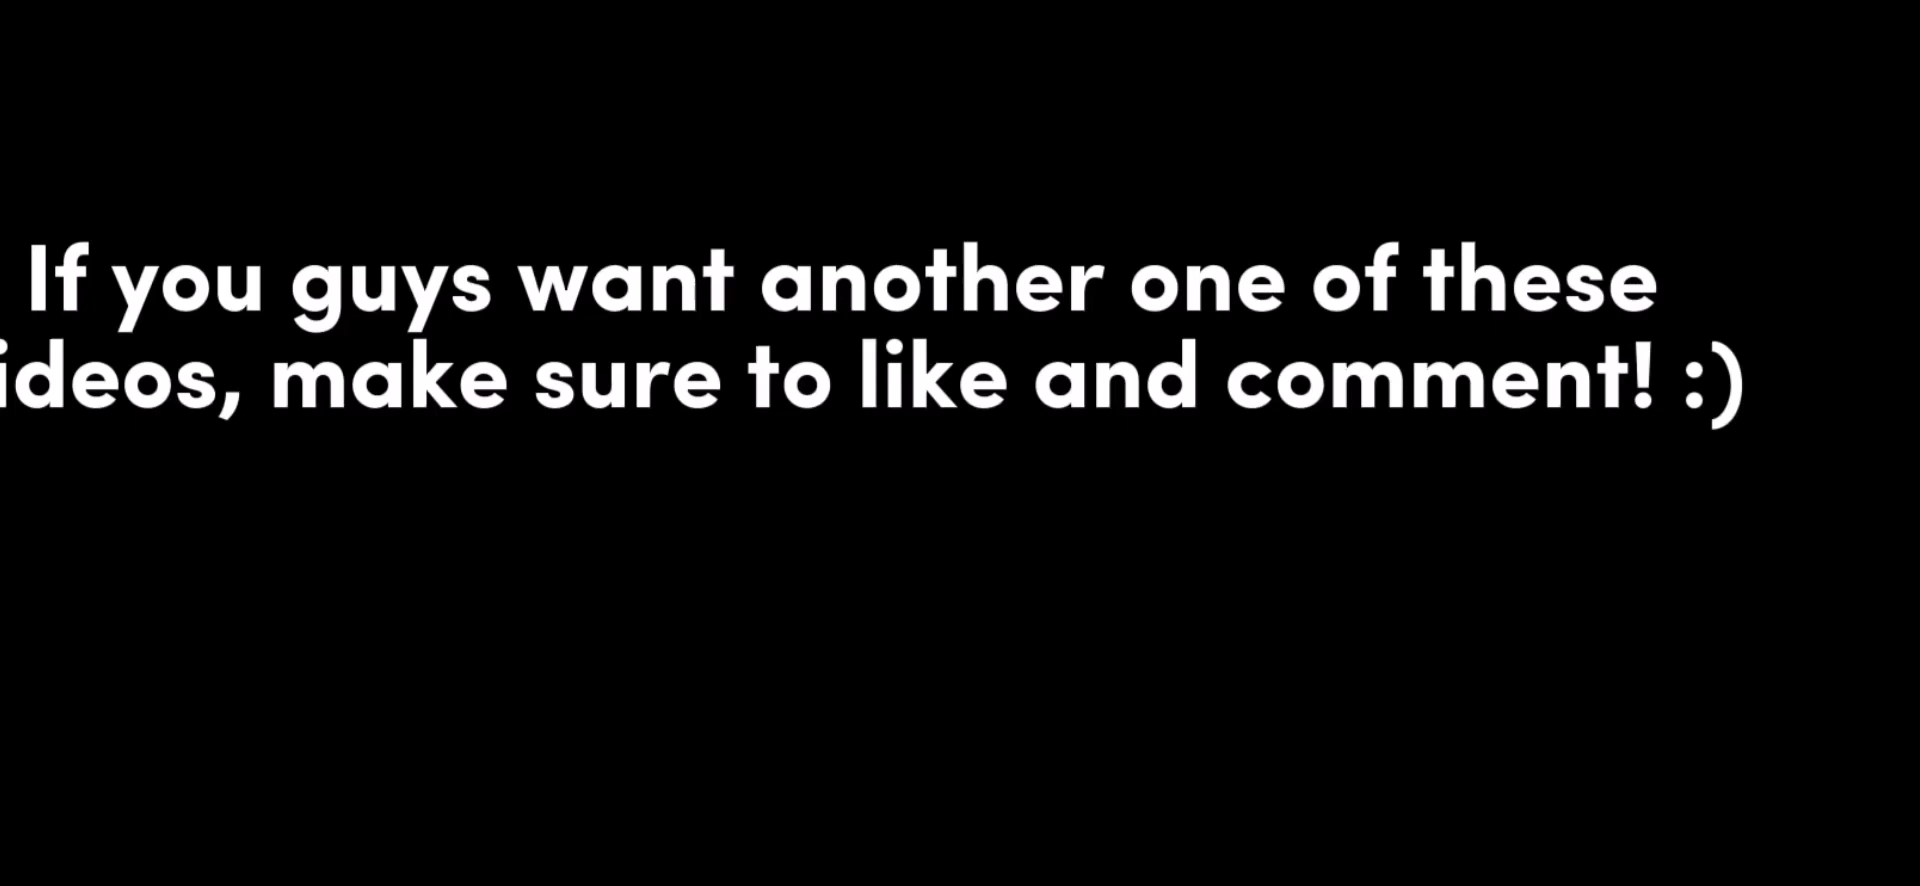 If you guys want another one of these
ideos, make sure to like and comment! :)